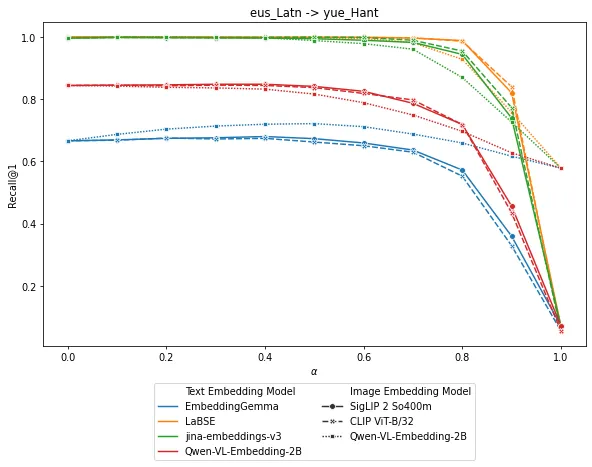 eus_Latn -> yue_Hant
Recall@1
1.0
0.8
0.6
0.4
0.2
0.0 0.2 0.4 0.6 0.8 1.0
α
Text Embedding Model
EmbeddingGemma
LaBSE
jina-embeddings-v3
Qwen-VL-Embedding-2B
Image Embedding Model
SigLIP 2 So400m
CLIP ViT-B/32
Qwen-VL-Embedding-2B